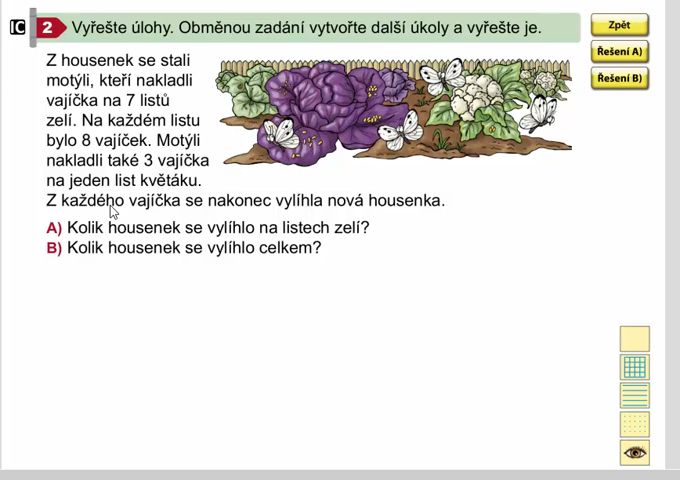 2 Vyřešte úlohy. Obměnou zadání vytvořte další úkoly a vyřešte je.
Zpět
Řešení A)
Řešení B)
Z housenek se stali
motýli, kteří nakladli
vajíčka na 7 listů
zelí. Na každém listu
bylo 8 vajíček. Motýli
nakladli také 3 vajíčka
na jeden list květáku.
Z každého vajíčka se nakonec vylíhla nová housenka.
A) Kolik housenek se vylíhlo na listech zelí?
B) Kolik housenek se vylíhlo celkem?